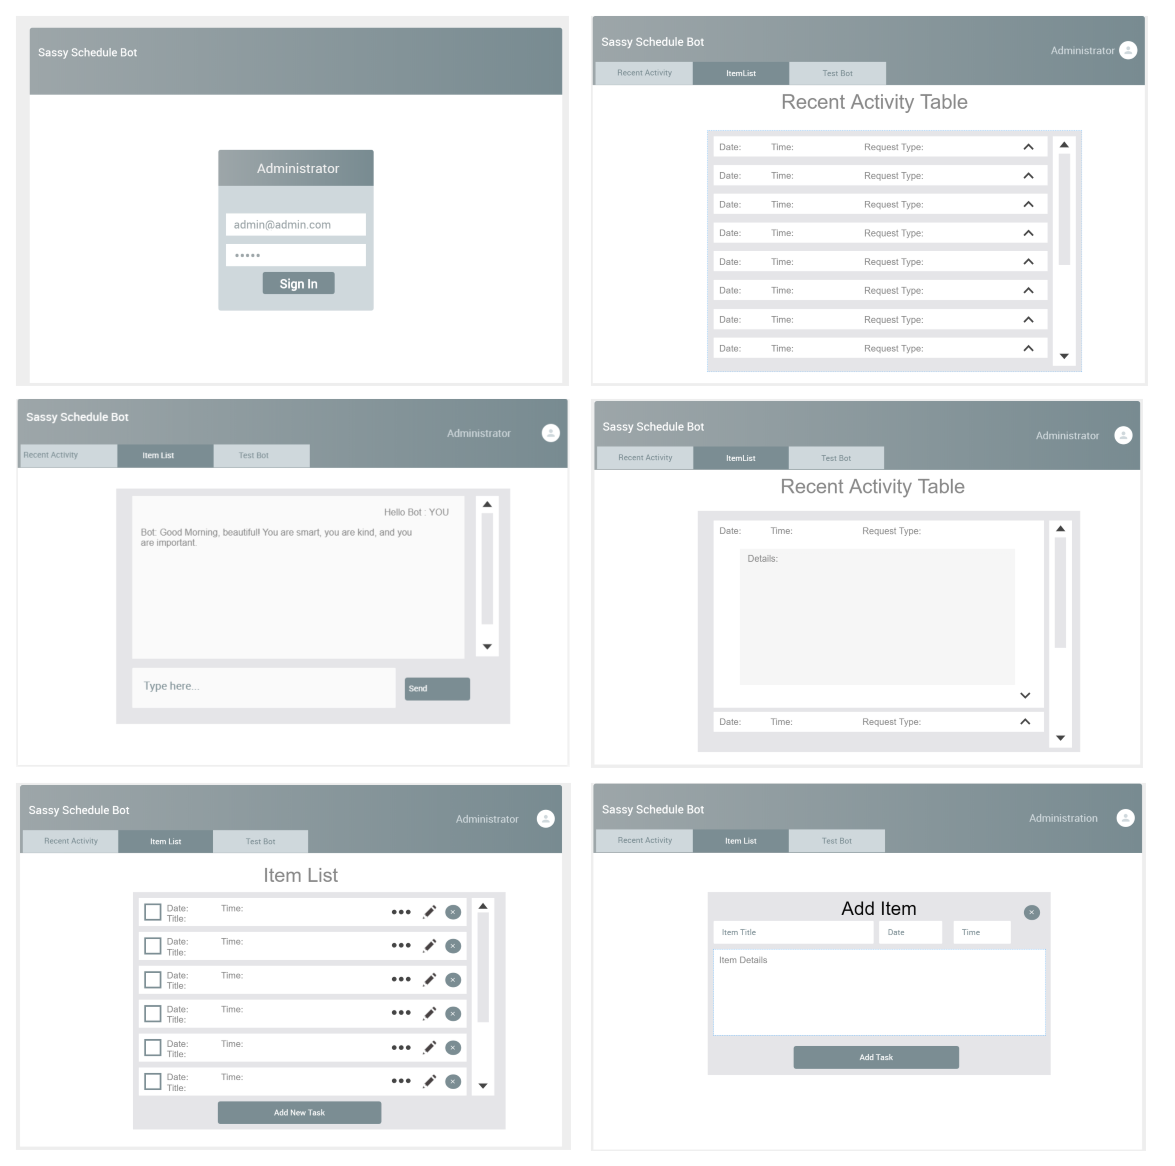 Sassy Schedule Bot
Administrator
admin@admin.com
Sign In
Sassy Schedule Bot
Administrator
Recent Activity ItemList Test Bot
Recent Activity Table
Date: Time: Request Type:
Date: Time: Request Type:
Date: Time: Request Type:
Date: Time: Request Type:
Date: Time: Request Type:
Date: Time: Request Type:
Date: Time: Request Type:
Date: Time: Request Type:
Sassy Schedule Bot
Administrator
Recent Activity Item List Test Bot
Hello Bot : YOU
Bot: Good Morning, beautiful! You are smart, you are kind, and you
are important.
Type here...
Send
Sassy Schedule Bot
Administrator
Recent Activity ItemList Test Bot
Recent Activity Table
Date: Time: Request Type:
Details:
Date: Time: Request Type:
Sassy Schedule Bot
Administrator
Recent Activity Item List Test Bot
Item List
Date: Time:
Title:
Date: Time:
Title:
Date: Time:
Title:
Date: Time:
Title:
Date: Time:
Title:
Date: Time:
Title:
Add New Task
Sassy Schedule Bot
Administration
Recent Activity Item List Test Bot
Add Item
Item Title Date Time
Item Details
Add Task